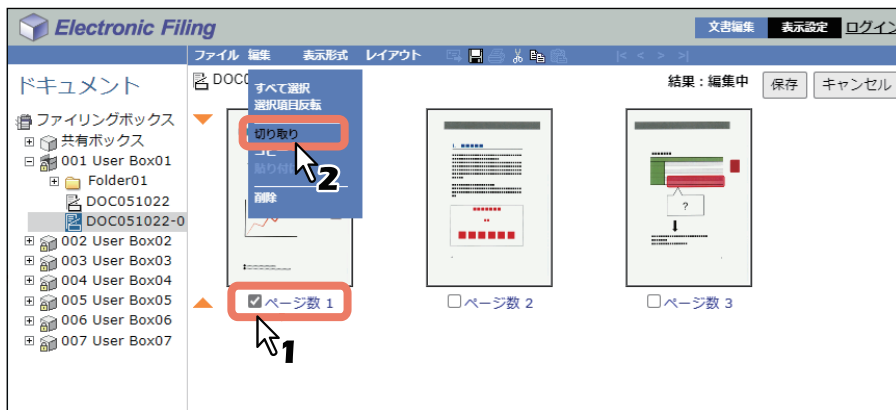 Electronic Filing
文書編集 表示設定 ログイン
ファイル 編集 表示形式 レイアウト
|< < > >|
ドキュメント
結果：編集中 保存 キャンセル
すべて選択
選択項目反転
切り取り
コピー
削除
2
ファイリングボックス
共有ボックス
001 User Box01
Folder01
DOC051022
DOC051022-0
002 User Box02
003 User Box03
004 User Box04
005 User Box05
006 User Box06
007 User Box07
?
ページ数 1
ページ数 2
ページ数 3
1